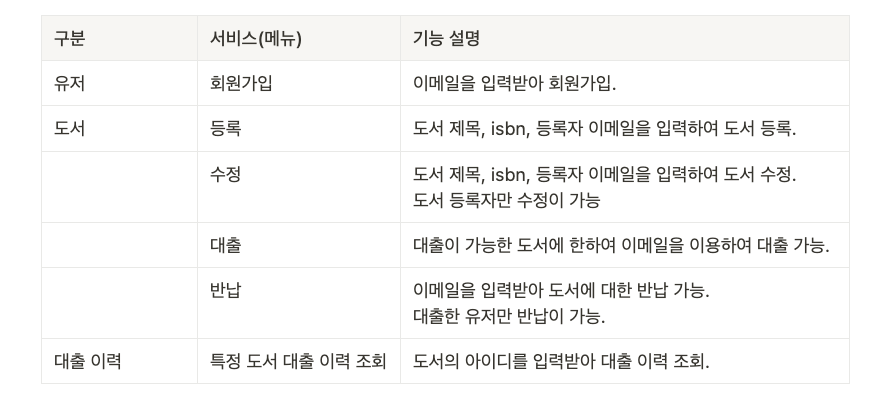 구분 서비스(메뉴) 기능 설명
유저 회원가입 이메일을 입력받아 회원가입.
도서 등록 도서 제목, isbn, 등록자 이메일을 입력하여 도서 등록.
수정 도서 제목, isbn, 등록자 이메일을 입력하여 도서 수정.
도서 등록자만 수정이 가능
대출 대출이 가능한 도서에 한하여 이메일을 이용하여 대출 가능.
반납 이메일을 입력받아 도서에 대한 반납 가능.
대출한 유저만 반납이 가능.
대출 이력 특정 도서 대출 이력 조회 도서의 아이디를 입력받아 대출 이력 조회.